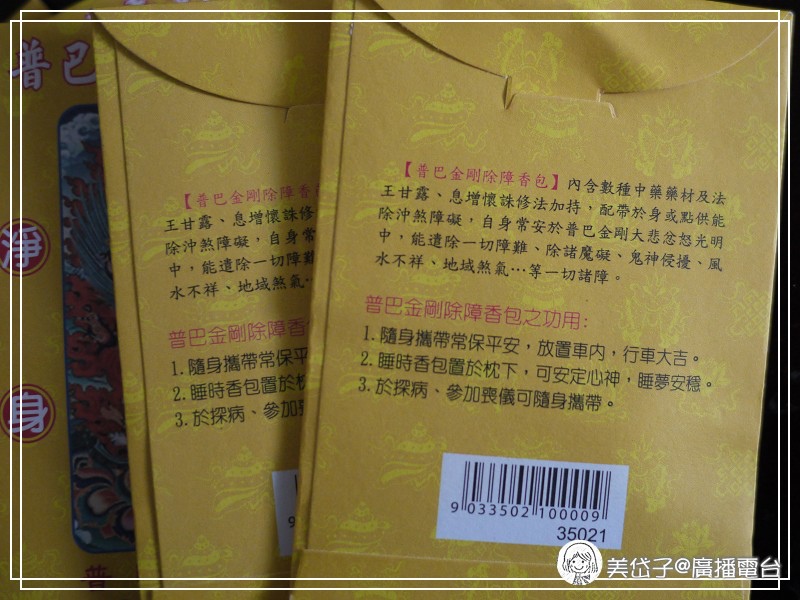 普巴
淨
身
普
【普巴金剛除障香
王甘露、息增懷誅修
除沖煞障礙，自身常
中，能遣除一切障難
水不祥、地域煞氣…
普巴金剛除障香
1.隨身攜帶常保平
2.睡時香包置於枕
3.於探病、參加喪
9
【普巴金剛除障香包】內含數種中藥藥材及法
王甘露、息增懷誅修法加持，配帶於身或點供能
除沖煞障礙，自身常安於普巴金剛大悲忿怒光明
中，能遣除一切障難、除諸魔礙、鬼神侵擾、風
水不祥、地域煞氣…等一切諸障。
普巴金剛除障香包之功用:
1.隨身攜帶常保平安，放置車內，行車大吉。
2.睡時香包置於枕下，可安定心神，睡夢安穩。
3.於探病、參加喪儀可隨身攜帶。
9 033502 100009
35021
美岱子@廣播電台